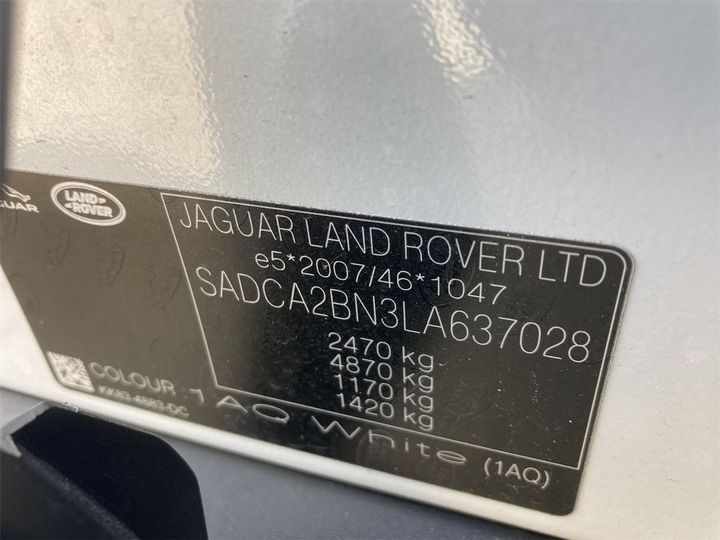 GUAR
LAND
ROVER
JAGUAR LAND ROVER LTD
e5*2007/46*1047
SADCA2BN3LA637028
2470 kg
4870 kg
1170 kg
1420 kg
COLOUR 1AQ White (1AQ)